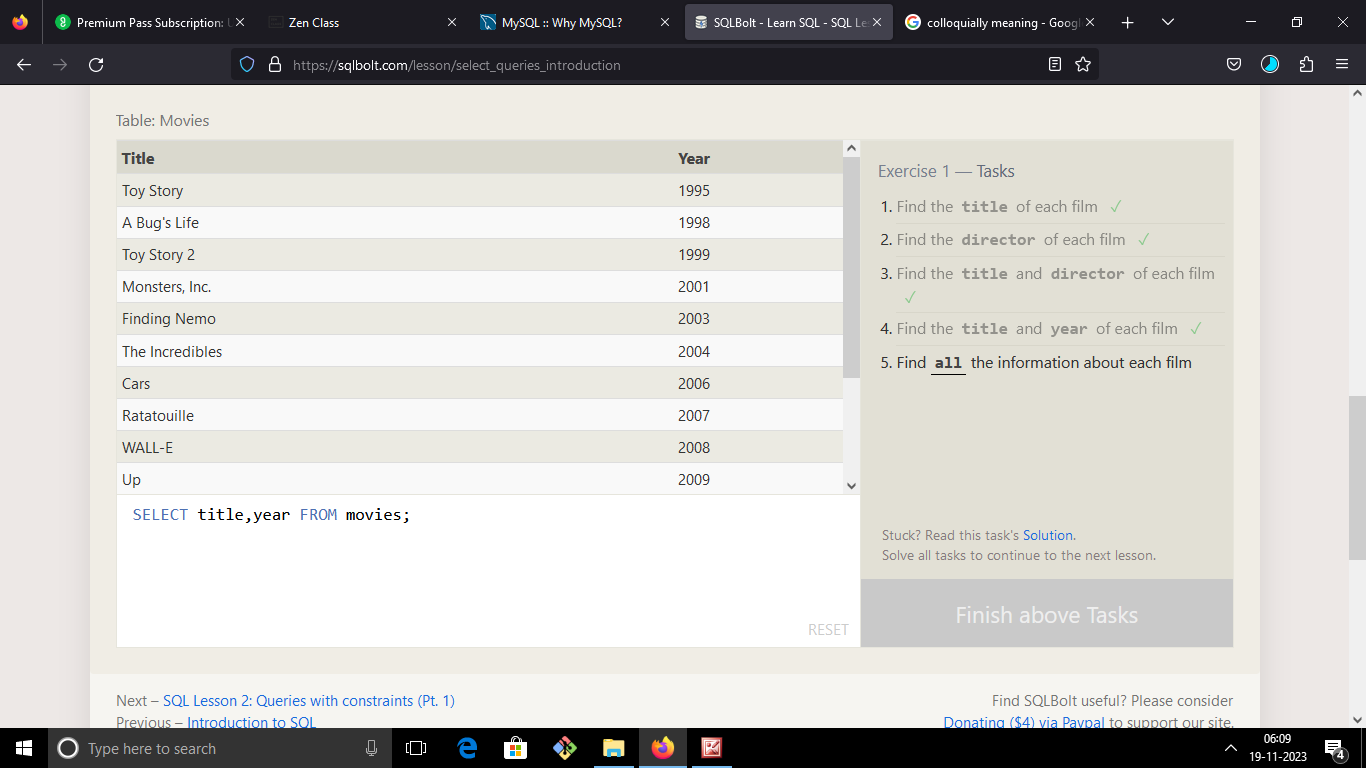 Premium Pass Subscription: U
Zen Class
MySQL :: Why MySQL?
SQLBolt - Learn SQL - SQL Le
colloquially meaning - Googl
https://sqlbolt.com/lesson/select_queries_introduction
Table: Movies
Title Year
Toy Story 1995
A Bug's Life 1998
Toy Story 2 1999
Monsters, Inc. 2001
Finding Nemo 2003
The Incredibles 2004
Cars 2006
Ratatouille 2007
WALL-E 2008
Up 2009
SELECT title,year FROM movies;
RESET
Exercise 1 — Tasks
1. Find the title of each film ✓
2. Find the director of each film ✓
3. Find the title and director of each film
✓
4. Find the title and year of each film ✓
5. Find all the information about each film
Stuck? Read this task's Solution.
Solve all tasks to continue to the next lesson.
Finish above Tasks
Next – SQL Lesson 2: Queries with constraints (Pt. 1)
Previous – Introduction to SQL
Find SQLBolt useful? Please consider
Donating ($4) via Paypal to support our site.
Type here to search
06:09
19-11-2023
4